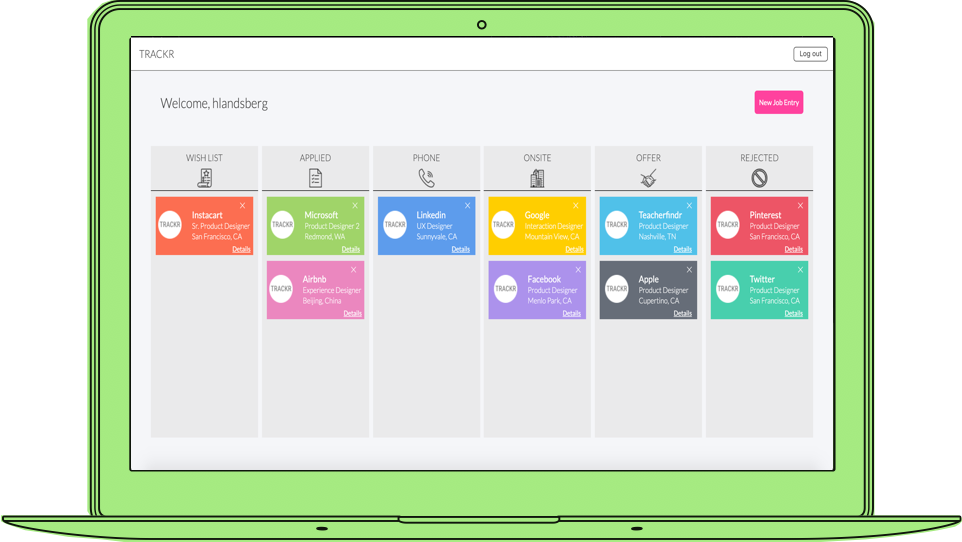 TRACKR
Log out
Welcome, hlandsberg
New Job Entry
WISH LIST
APPLIED
PHONE
ONSITE
OFFER
REJECTED
X
TRACKR
Instacart
Sr. Product Designer
San Francisco, CA
Details
X
TRACKR
Microsoft
Product Designer 2
Redmond, WA
Details
X
TRACKR
Airbnb
Experience Designer
Beijing, China
Details
X
TRACKR
Linkedin
UX Designer
Sunnyvale, CA
Details
X
TRACKR
Google
Interaction Designer
Mountain View, CA
Details
X
TRACKR
Facebook
Product Designer
Menlo Park, CA
Details
X
TRACKR
Teacherfindr
Product Designer
Nashville, TN
Details
X
TRACKR
Apple
Product Designer
Cupertino, CA
Details
X
TRACKR
Pinterest
Product Designer
San Francisco, CA
Details
X
TRACKR
Twitter
Product Designer
San Francisco, CA
Details